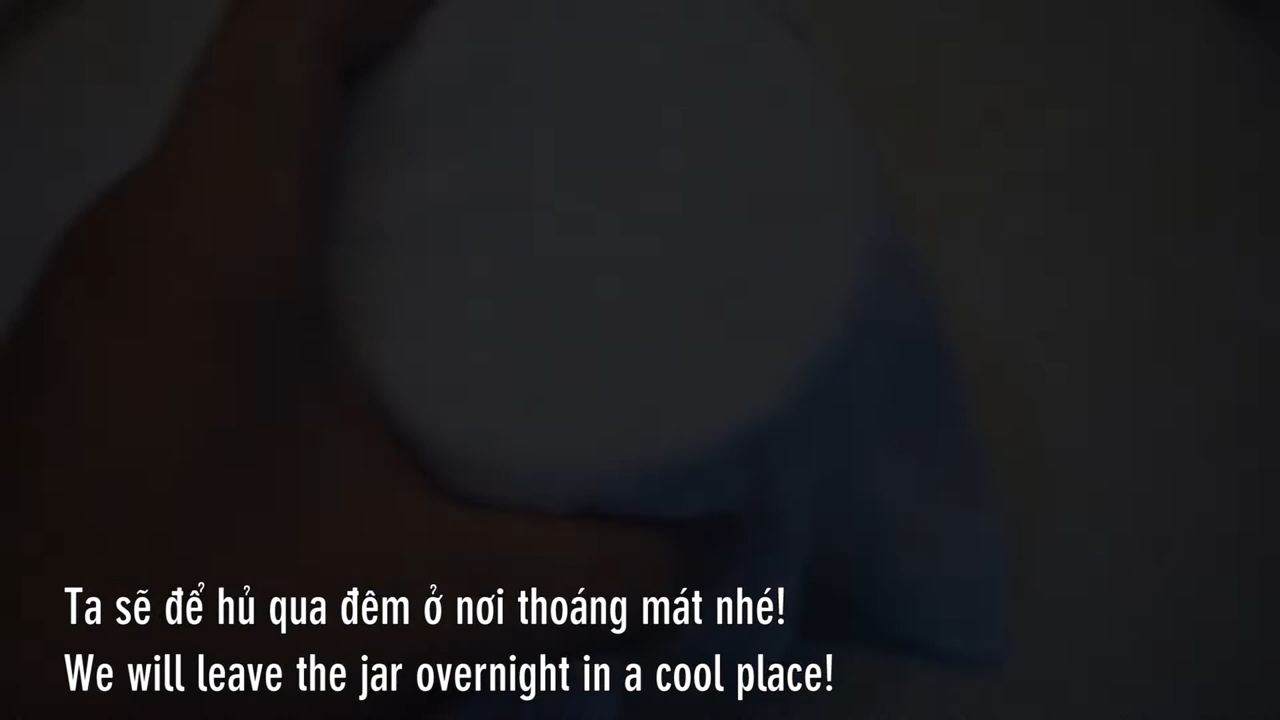 Ta sẽ để hủ qua đêm ở nơi thoáng mát nhé!
We will leave the jar overnight in a cool place!